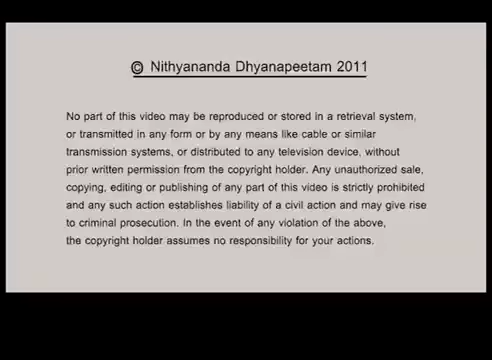 © Nithyananda Dhyanapeetam 2011
No part of this video may be reproduced or stored in a retrieval system,
or transmitted in any form or by any means like cable or similar
transmission systems, or distributed to any television device, without
prior written permission from the copyright holder. Any unauthorized sale,
copying, editing or publishing of any part of this video is strictly prohibited
and any such action establishes liability of a civil action and may give rise
to criminal prosecution. In the event of any violation of the above,
the copyright holder assumes no responsibility for your actions.